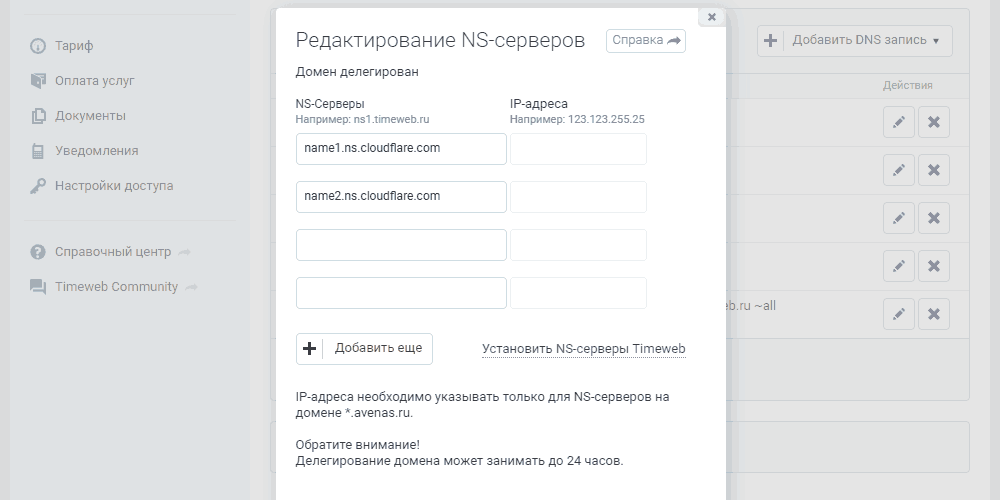 Тариф
Оплата услуг
Документы
Уведомления
Настройки доступа
Справочный центр
Timeweb Community
Редактирование NS-серверов
Справка
Домен делегирован
NS-Серверы
IP-адреса
Например: ns1.timeweb.ru
Например: 123.123.255.25
name1.ns.cloudflare.com
name2.ns.cloudflare.com
Добавить еще
Установить NS-серверы Timeweb
IP-адреса необходимо указывать только для NS-серверов на
домене *.avenas.ru.
Обратите внимание!
Делегирование домена может занимать до 24 часов.
Добавить DNS запись
Действия
eb.ru ~all